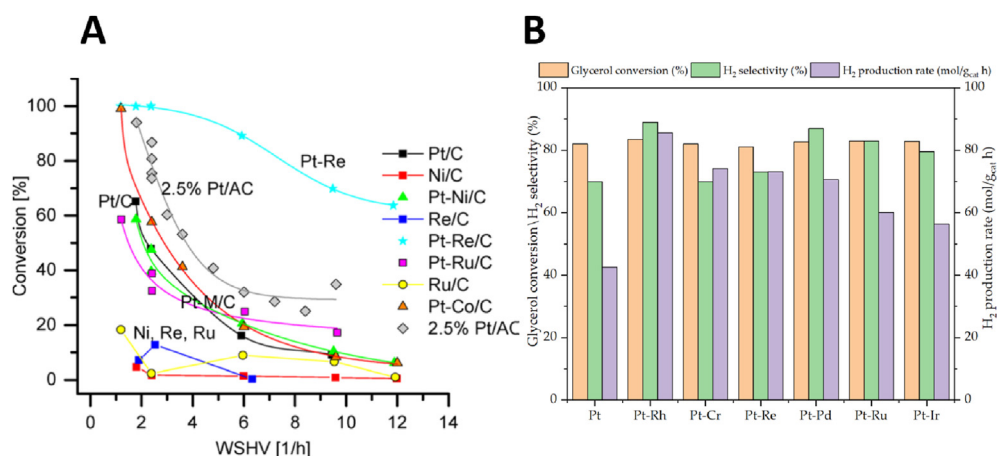 A
Conversion [%]
100
80
60
40
20
0
0 2 4 6 8 10 12 14
WSHV [1/h]
Pt-Re
2.5% Pt/AC
Pt/C
Pt-M/C
Ni, Re, Ru
Pt/C
Ni/C
Pt-Ni/C
Re/C
Pt-Re/C
Pt-Ru/C
Ru/C
Pt-Co/C
2.5% Pt/AC
B
Glycerol conversion (%) H2 selectivity (%) H2 production rate (mol/gcat h)
Glycerol conversion \ H2 selectivity (%)
100
80
60
40
20
0
Pt Pt-Rh Pt-Cr Pt-Re Pt-Pd Pt-Ru Pt-Ir
100
80
60
40
20
0
H2 production rate (mol/gcat h)